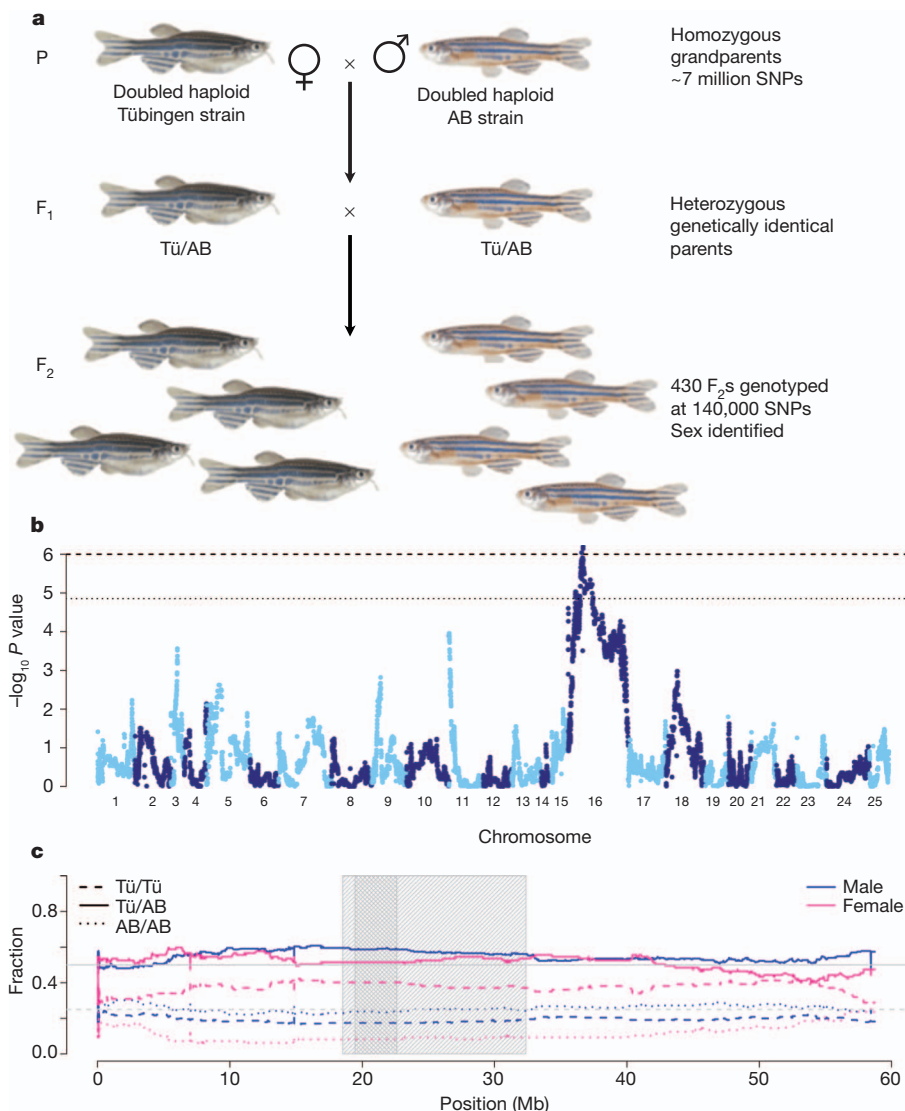 a
P
♀ × ♂
Doubled haploid
Tübingen strain
Doubled haploid
AB strain
Homozygous
grandparents
~7 million SNPs
F1
×
Tü/AB
Tü/AB
Heterozygous
genetically identical
parents
F2
430 F2s genotyped
at 140,000 SNPs
Sex identified
b
–log10 P value
6
5
4
3
2
1
0
1 2 3 4 5 6 7 8 9 10 11 12 13 14 15 16 17 18 19 20 21 22 23 24 25
Chromosome
c
Tü/Tü
Tü/AB
AB/AB
Male
Female
Fraction
0.8
0.4
0.0
0 10 20 30 40 50 60
Position (Mb)